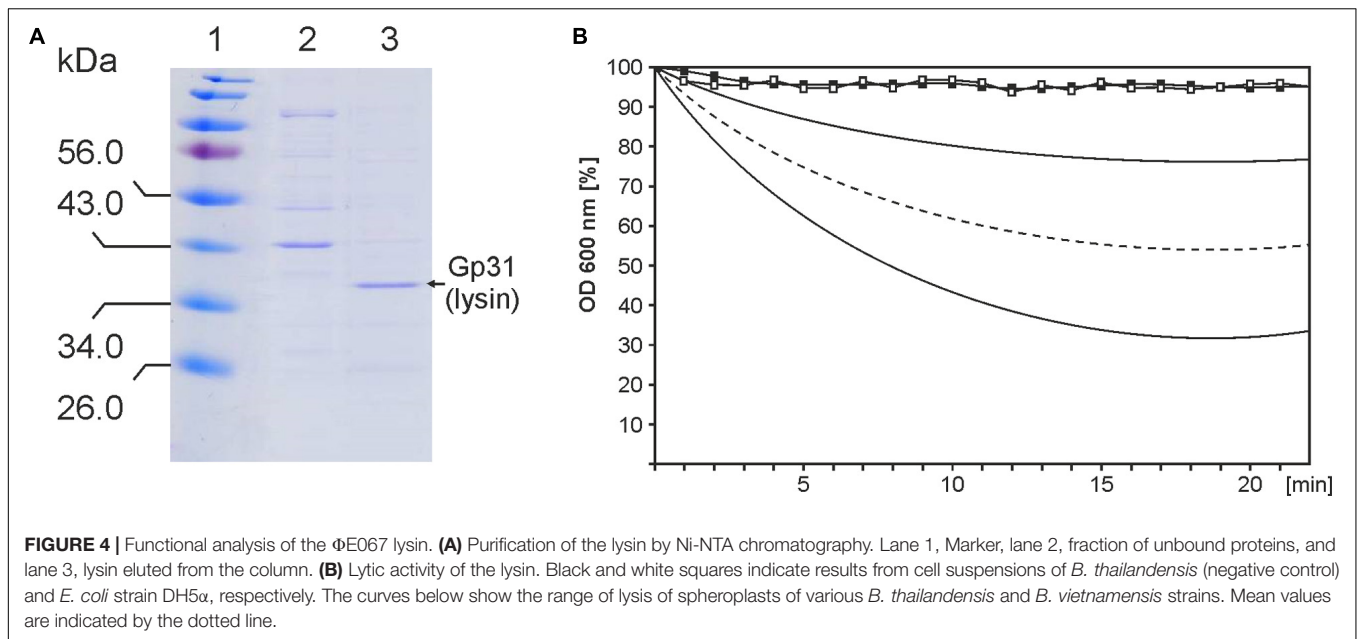 A
1 2 3
kDa
56.0
43.0
34.0
26.0
Gp31
(lysin)
B
OD 600 nm [%]
100
90
80
70
60
50
40
30
20
10
5 10 15 20 [min]
FIGURE 4 | Functional analysis of the ΦE067 lysin. (A) Purification of the lysin by Ni-NTA chromatography. Lane 1, Marker, lane 2, fraction of unbound proteins, and
lane 3, lysin eluted from the column. (B) Lytic activity of the lysin. Black and white squares indicate results from cell suspensions of B. thailandensis (negative control)
and E. coli strain DH5α, respectively. The curves below show the range of lysis of spheroplasts of various B. thailandensis and B. vietnamensis strains. Mean values
are indicated by the dotted line.